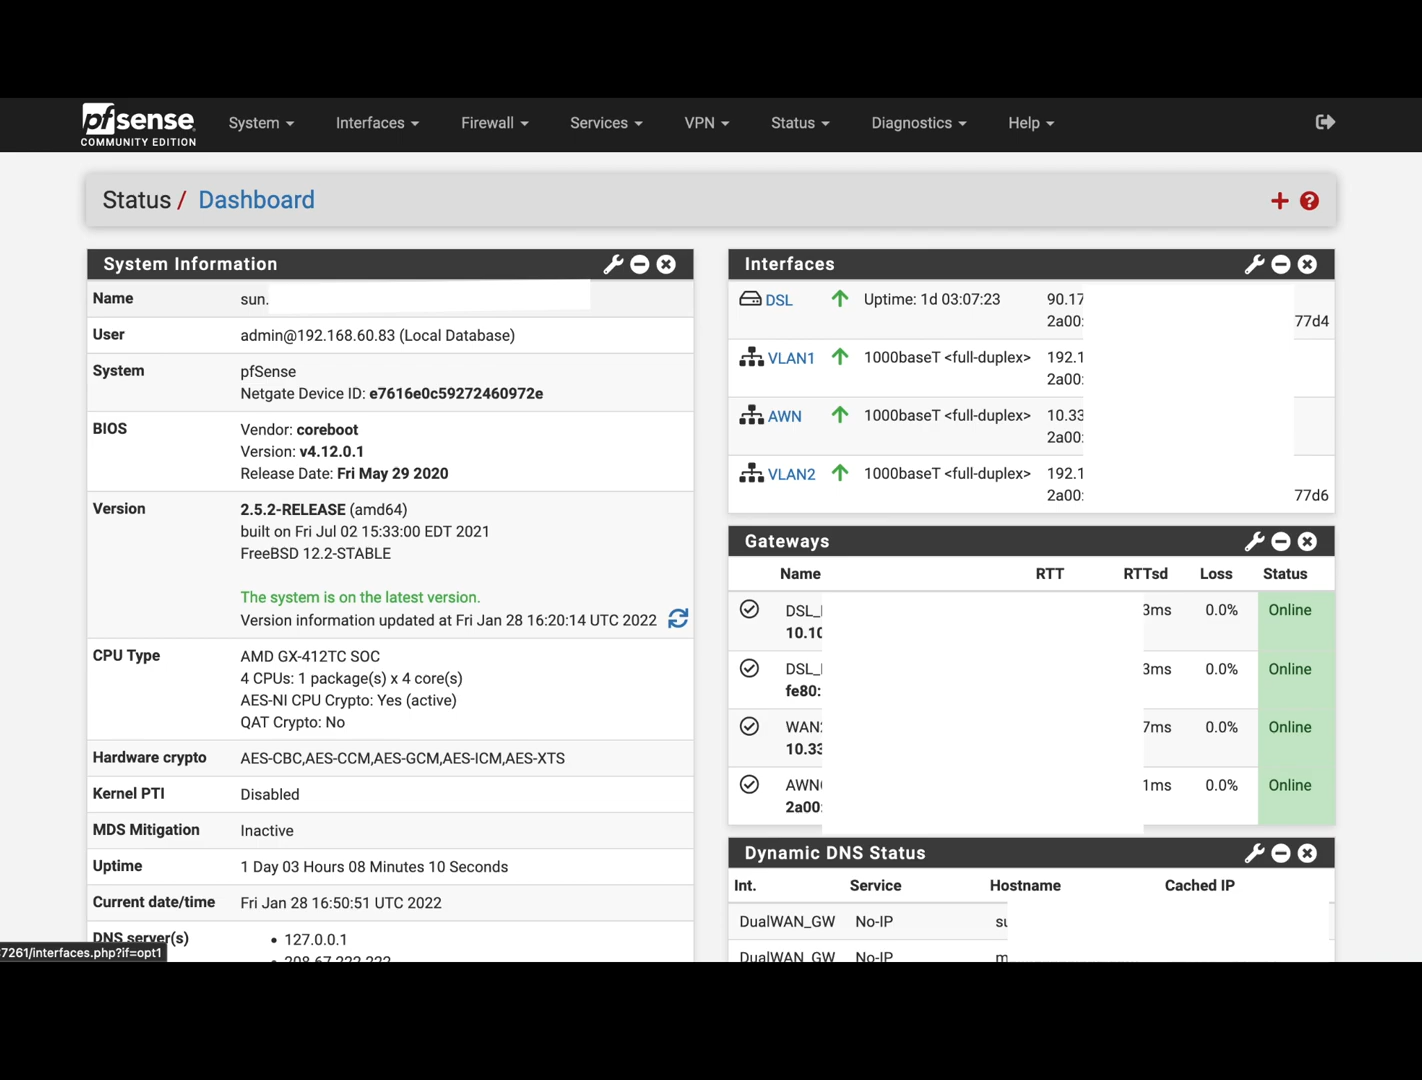 pfsense
COMMUNITY EDITION
System Interfaces Firewall Services VPN Status Diagnostics Help
Status / Dashboard
System Information
Name sun.
User admin@192.168.60.83 (Local Database)
System pfSense
Netgate Device ID: e7616e0c59272460972e
BIOS Vendor: coreboot
Version: v4.12.0.1
Release Date: Fri May 29 2020
Version 2.5.2-RELEASE (amd64)
built on Fri Jul 02 15:33:00 EDT 2021
FreeBSD 12.2-STABLE
The system is on the latest version.
Version information updated at Fri Jan 28 16:20:14 UTC 2022
CPU Type AMD GX-412TC SOC
4 CPUs: 1 package(s) x 4 core(s)
AES-NI CPU Crypto: Yes (active)
QAT Crypto: No
Hardware crypto AES-CBC,AES-CCM,AES-GCM,AES-ICM,AES-XTS
Kernel PTI Disabled
MDS Mitigation Inactive
Uptime 1 Day 03 Hours 08 Minutes 10 Seconds
Current date/time Fri Jan 28 16:50:51 UTC 2022
DNS server(s) • 127.0.0.1
• 208.67.222.222
7261/interfaces.php?if=opt1
Interfaces
DSL Uptime: 1d 03:07:23 90.17
2a00: 77d4
VLAN1 1000baseT <full-duplex> 192.1
2a00:
AWN 1000baseT <full-duplex> 10.33
2a00:
VLAN2 1000baseT <full-duplex> 192.1
2a00: 77d6
Gateways
Name RTT RTTsd Loss Status
DSL_ 3ms 0.0% Online
10.10
DSL_ 3ms 0.0% Online
fe80:
WAN 7ms 0.0% Online
10.33
AWN 1ms 0.0% Online
2a00:
Dynamic DNS Status
Int. Service Hostname Cached IP
DualWAN_GW No-IP su
DualWAN_GW No-IP m